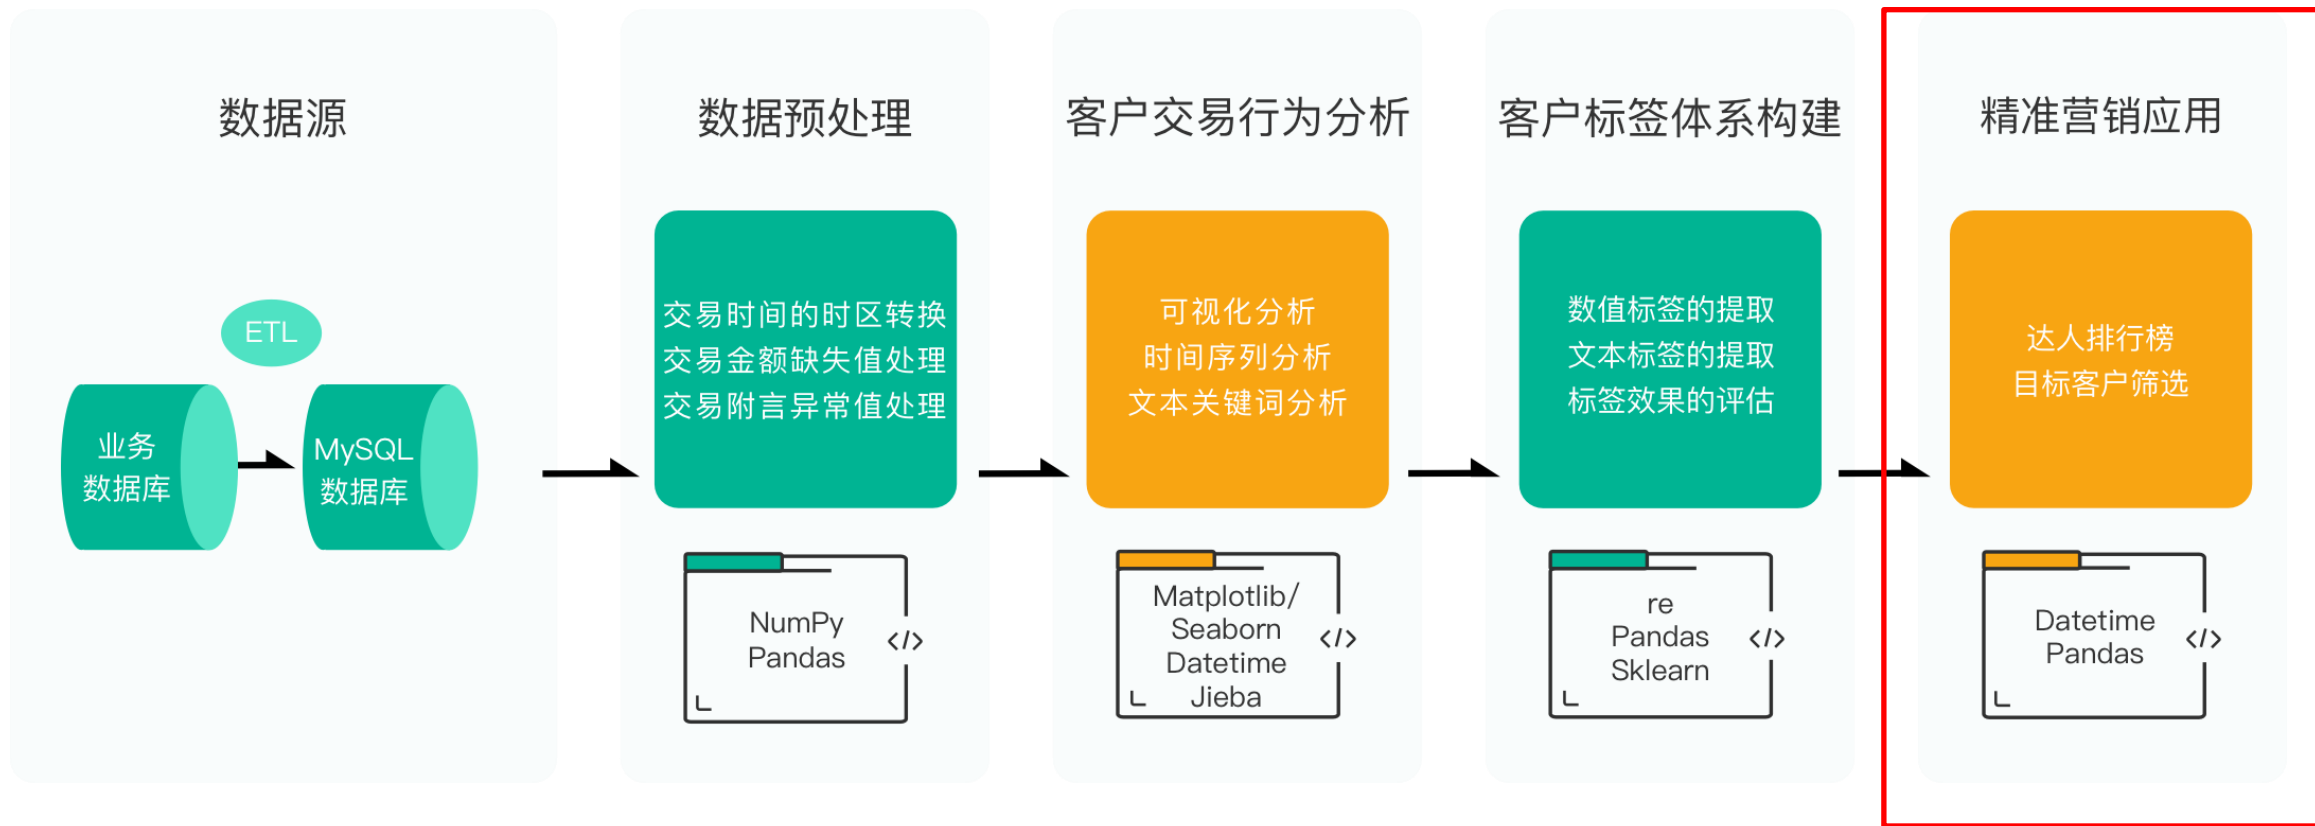 数据源
ETL
业务
数据库
MySQL
数据库
数据预处理
交易时间的时区转换
交易金额缺失值处理
交易附言异常值处理
NumPy
Pandas
</>
客户交易行为分析
可视化分析
时间序列分析
文本关键词分析
Matplotlib/
Seaborn
Datetime
Jieba
</>
客户标签体系构建
数值标签的提取
文本标签的提取
标签效果的评估
re
Pandas
Sklearn
</>
精准营销应用
达人排行榜
目标客户筛选
Datetime
Pandas
</>